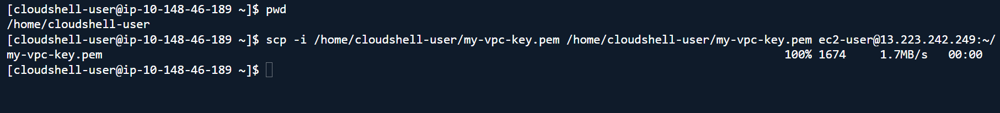 [cloudshell-user@ip-10-148-46-189 ~]$ pwd
/home/cloudshell-user
[cloudshell-user@ip-10-148-46-189 ~]$ scp -i /home/cloudshell-user/my-vpc-key.pem /home/cloudshell-user/my-vpc-key.pem ec2-user@13.223.242.249:~/
my-vpc-key.pem 100% 1674 1.7MB/s 00:00
[cloudshell-user@ip-10-148-46-189 ~]$